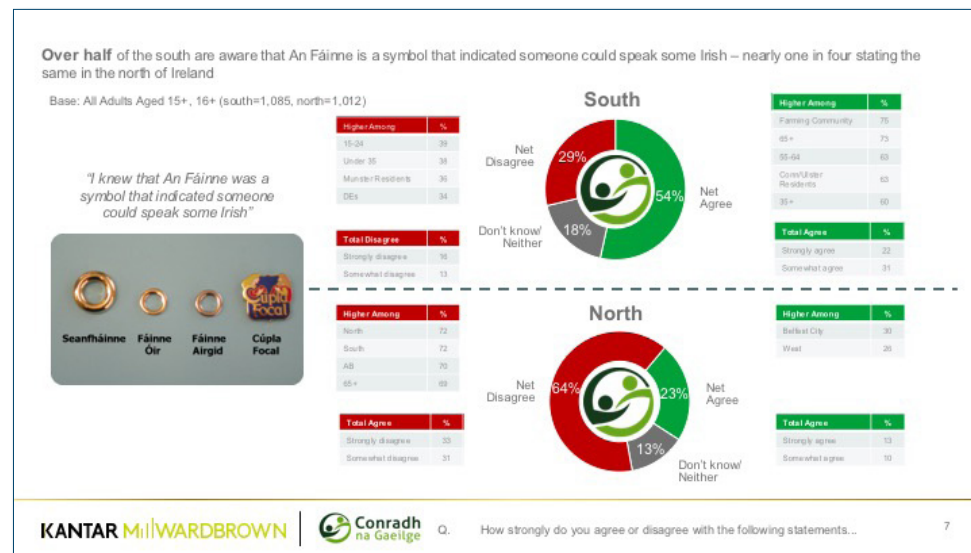 Over half of the south are aware that An Fáinne is a symbol that indicated someone could speak some Irish – nearly one in four stating the
same in the north of Ireland
Base: All Adults Aged 15+, 16+ (south=1,085, north=1,012)
"I knew that An Fáinne was a
symbol that indicated someone
could speak some Irish"
Cúpla
Focal
Seanfháinne
Fáinne
Óir
Fáinne
Airgid
Cúpla
Focal
South
Higher Among %
15-24 39
Under 35 38
Munster Residents 36
DEs 34
Total Disagree %
Strongly disagree 16
Somewhat disagree 13
Net
Disagree
29%
54%
18%
Net
Agree
Don't know/
Neither
Higher Among %
Farming Community 75
65+ 73
55-64 63
Conn/Ulster
Residents 63
35+ 60
Total Agree %
Strongly agree 22
Somewhat agree 31
North
Higher Among %
North 72
South 72
AB 70
65+ 69
Total Agree %
Strongly disagree 33
Somewhat disagree 31
Net
Disagree
64%
23%
13%
Net
Agree
Don't know/
Neither
Higher Among %
Belfast City 30
West 26
Total Agree %
Strongly agree 13
Somewhat agree 10
KANTAR MillWARDBROWN
Conradh
na Gaeilge
Q. How strongly do you agree or disagree with the following statements...
7